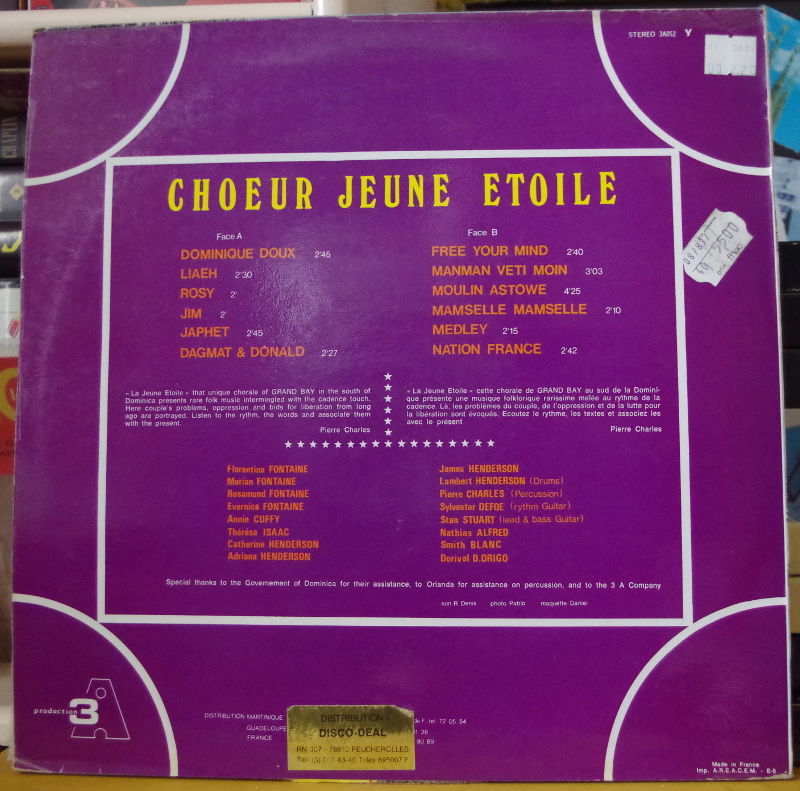 STEREO 3A052 Y
CHAPLIN
CHOEUR JEUNE ETOILE
Face A
DOMINIQUE DOUX 2'45
LIAEH 2'30
ROSY 2'
JIM 2'
JAPHET 2'45
DAGMAT & DONALD 2'27
Face B
FREE YOUR MIND 2'40
MANMAN VETI MOIN 3'03
MOULIN ASTOWE 4'25
MAMSELLE MAMSELLE 2'10
MEDLEY 2'15
NATION FRANCE 2'42
« La Jeune Etoile » that unique chorale of GRAND BAY in the south of
Dominica presents rare folk music intermingled with the cadence touch.
Here couple's problems, oppression and bids for liberation from long
ago are portrayed. Listen to the rythm, the words and associate them
with the present.
Pierre Charles
« La Jeune Etoile » cette chorale de GRAND BAY au sud de la Domini-
que présente une musique folklorique rarissime melée au rythme de la
cadence. Là, les problèmes du couple, de l'oppression et de la lutte pour
la liberation sont évoqués. Ecoutez le rythme, les textes et associez les
avec le présent
Pierre Charles
Florentina FONTAINE
Marian FONTAINE
Rosamund FONTAINE
Evernice FONTAINE
Annie CUFFY
Thérésa ISAAC
Catherine HENDERSON
Adriana HENDERSON
James HENDERSON
Lambert HENDERSON (Drums)
Pierre CHARLES (Percussion)
Sylvester DEFOE (rythm Guitar)
Stan STUART (lead & bass Guitar)
Nathias ALFRED
Smith BLANC
Dorival D.DRIGO
Special thanks to the Governement of Dominica for their assistance, to Orlanda for assistance on percussion, and to the 3 A Company
son R. Denis photo Pablo maquette Daniel
production 3A
DISTRIBUTION MARTINIQUE
GUADELOUPE
FRANCE
de F. tel 72 05 54
90 89
DISTRIBUTION
DISCO-DEAL
RN 307 - 78810 FEUCHEROLLES
Made in France
Imp. A.R.E.A.C.E.M. - E-5